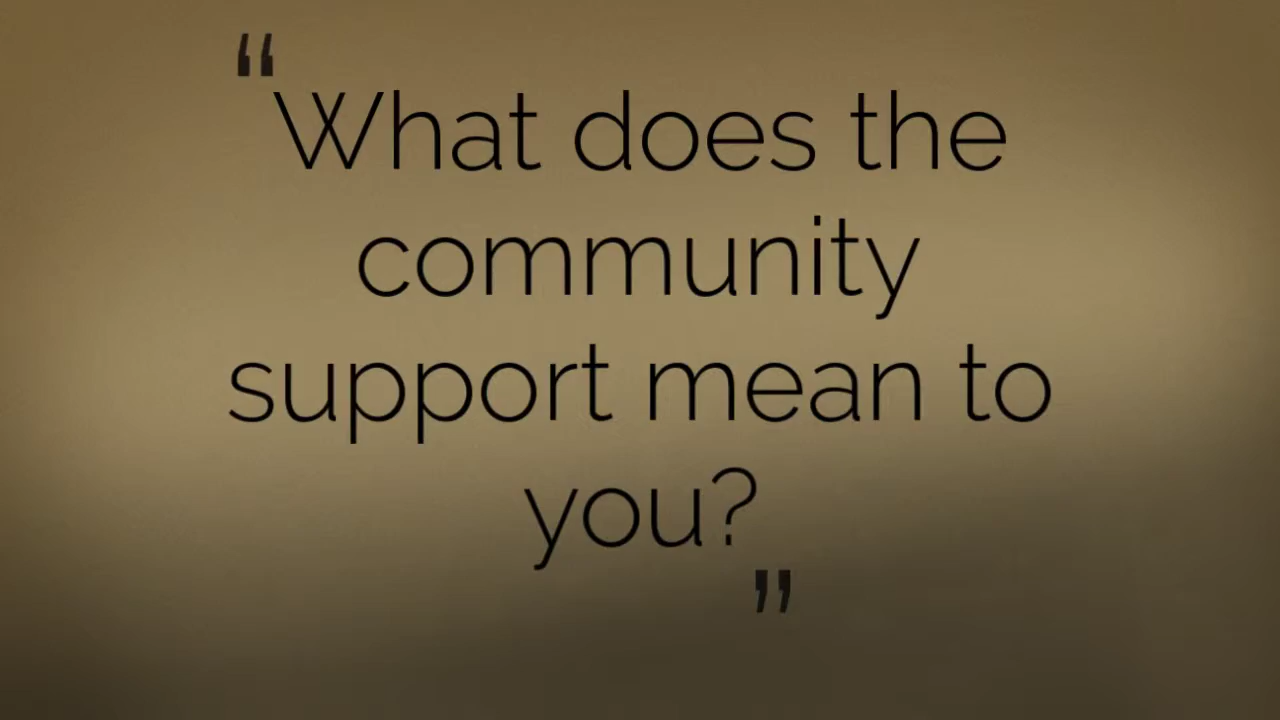 “What does the
community
support mean to
you?”